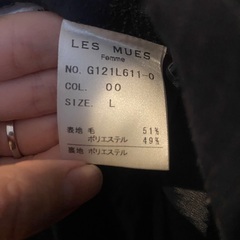 LES MUES
Femme
NO. G121L611-0
COL. 00
SIZE. L
表地 毛 51%
ポリエステル 49%
裏地 ポリエステル